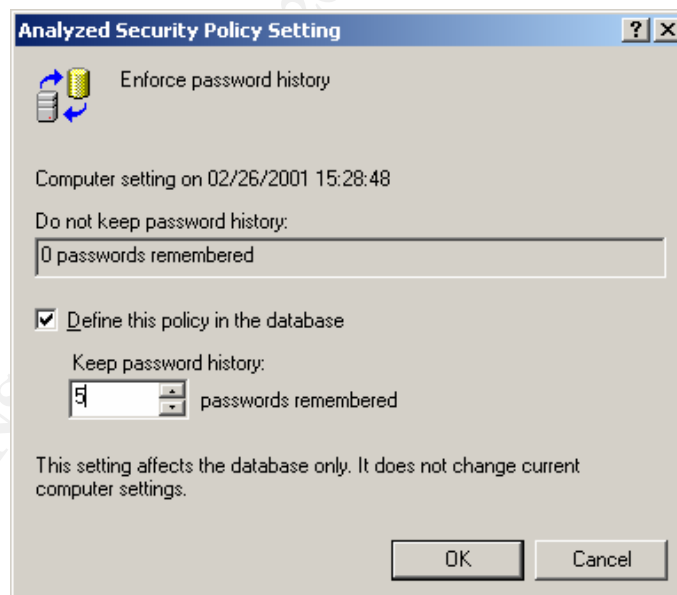 Analyzed Security Policy Setting
Enforce password history
Computer setting on 02/26/2001 15:28:48
Do not keep password history:
0 passwords remembered
Define this policy in the database
Keep password history:
5 passwords remembered
This setting affects the database only. It does not change current
computer settings.
OK Cancel